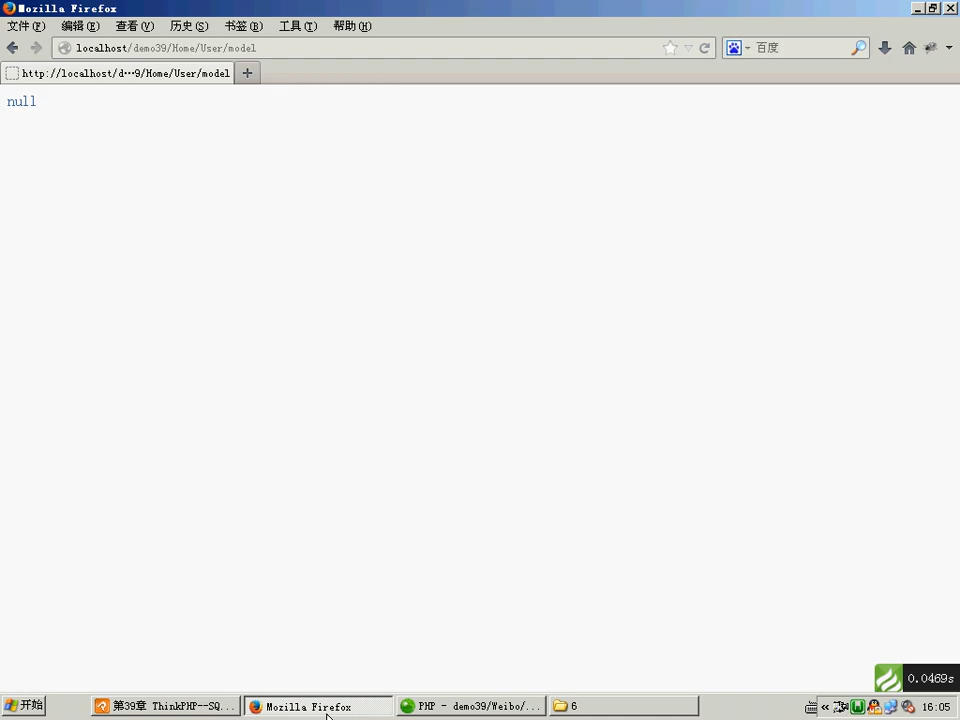 Mozilla Firefox
文件(F) 编辑(E) 查看(V) 历史(S) 书签(B) 工具(T) 帮助(H)
localhost/demo39/Home/User/model 百度
http://localhost/d···9/Home/User/model
null
0.0469s
开始 第39章 ThinkPHP--SQ... Mozilla Firefox PHP - demo39/Weibo/... 6 16:05